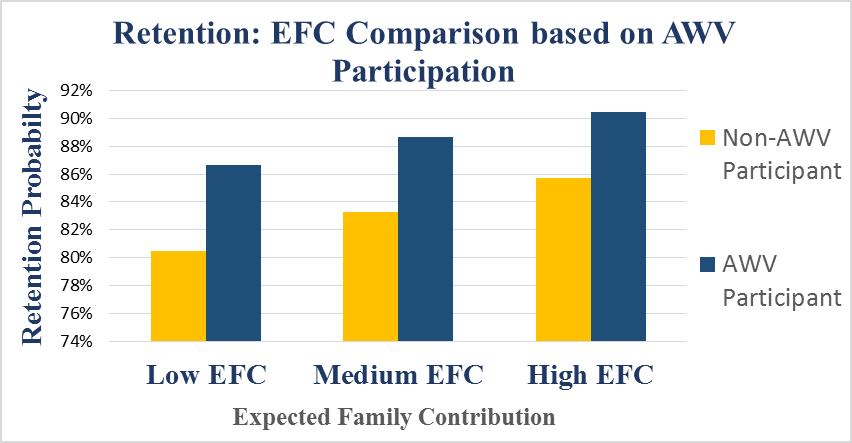 Retention: EFC Comparison based on AWV
Participation
Retention Probabilty
92%
90%
88%
86%
84%
82%
80%
78%
76%
74%
Low EFC
Medium EFC
High EFC
Expected Family Contribution
Non-AWV
Participant
AWV
Participant